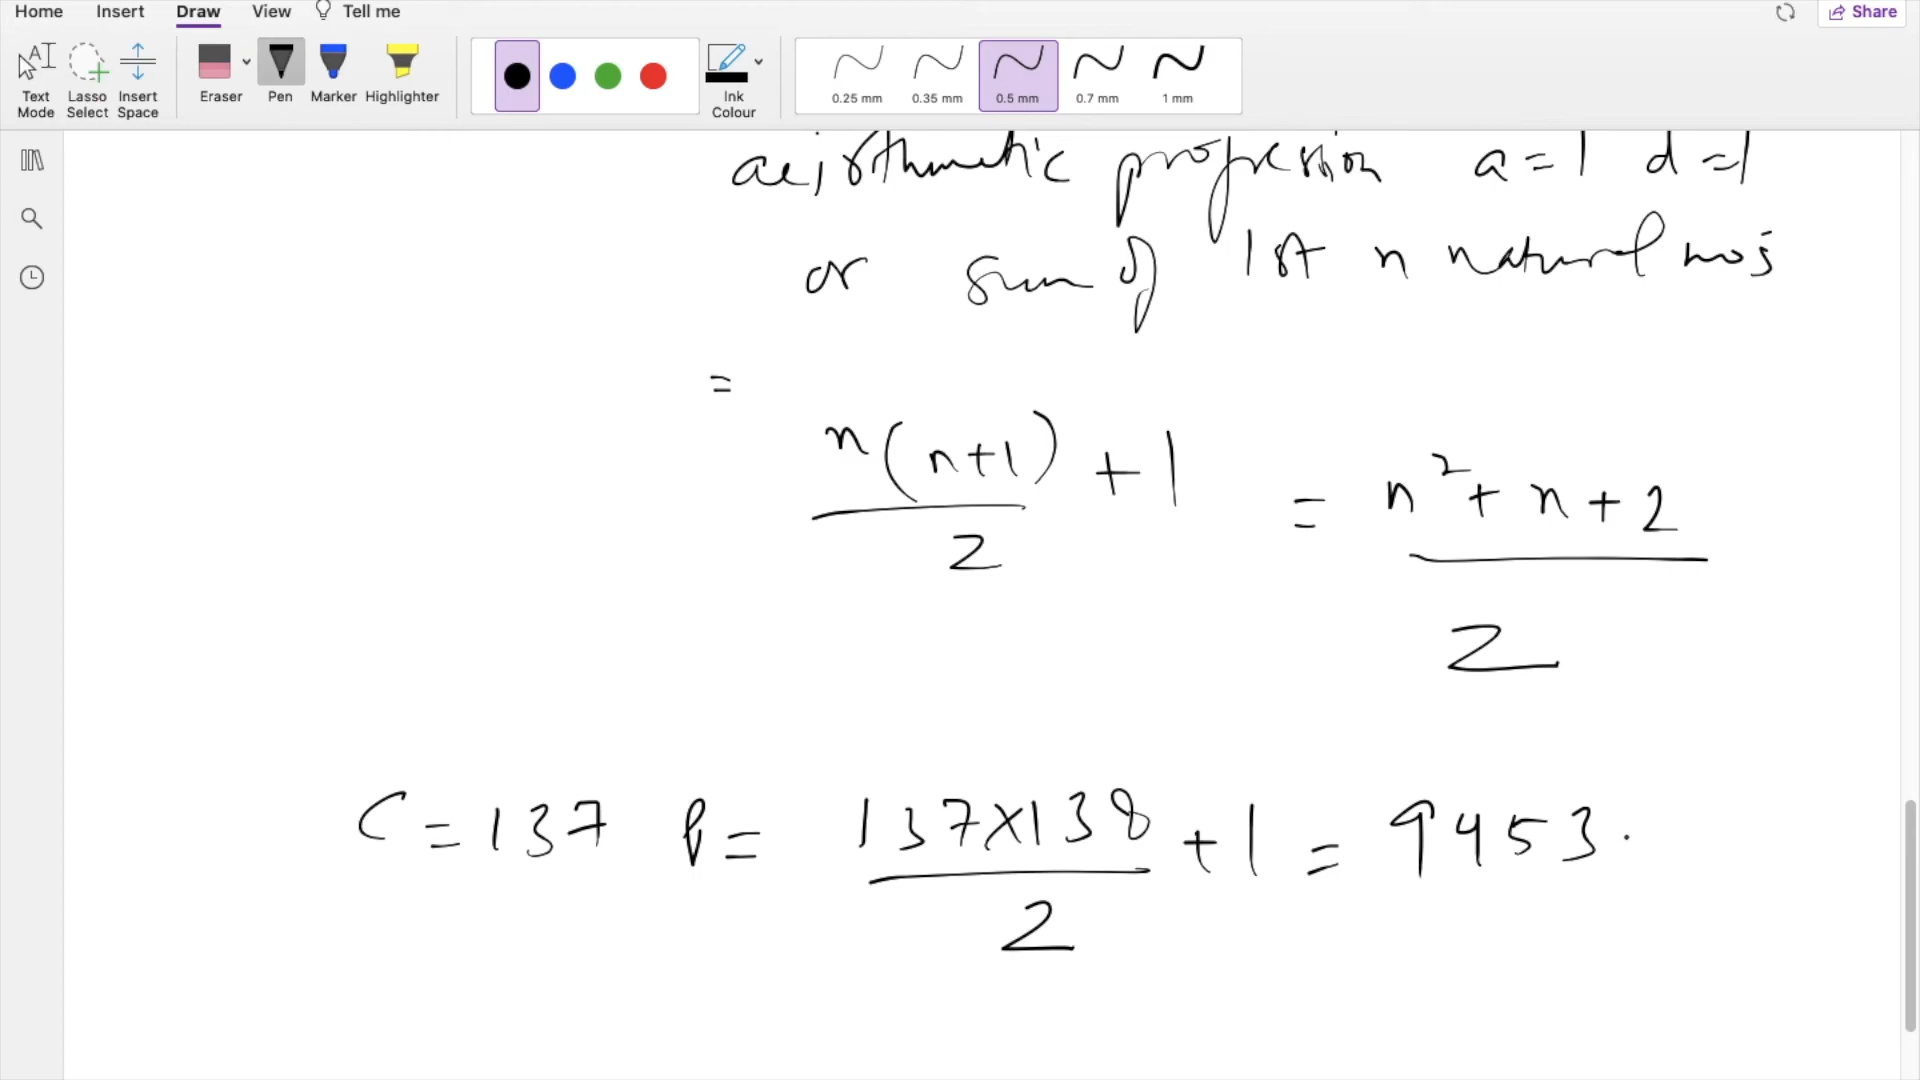 Home Insert Draw View Tell me Share
Text Mode Lasso Select Insert Space Eraser Pen Marker Highlighter Ink Colour 0.25 mm 0.35 mm 0.5 mm 0.7 mm 1 mm
progression a=1 d=1
or sum of 1st n natural no's
=
n(n+1)/2 + 1 = n²+n+2/2
C=137 P= 137×138/2 +1 = 9453.